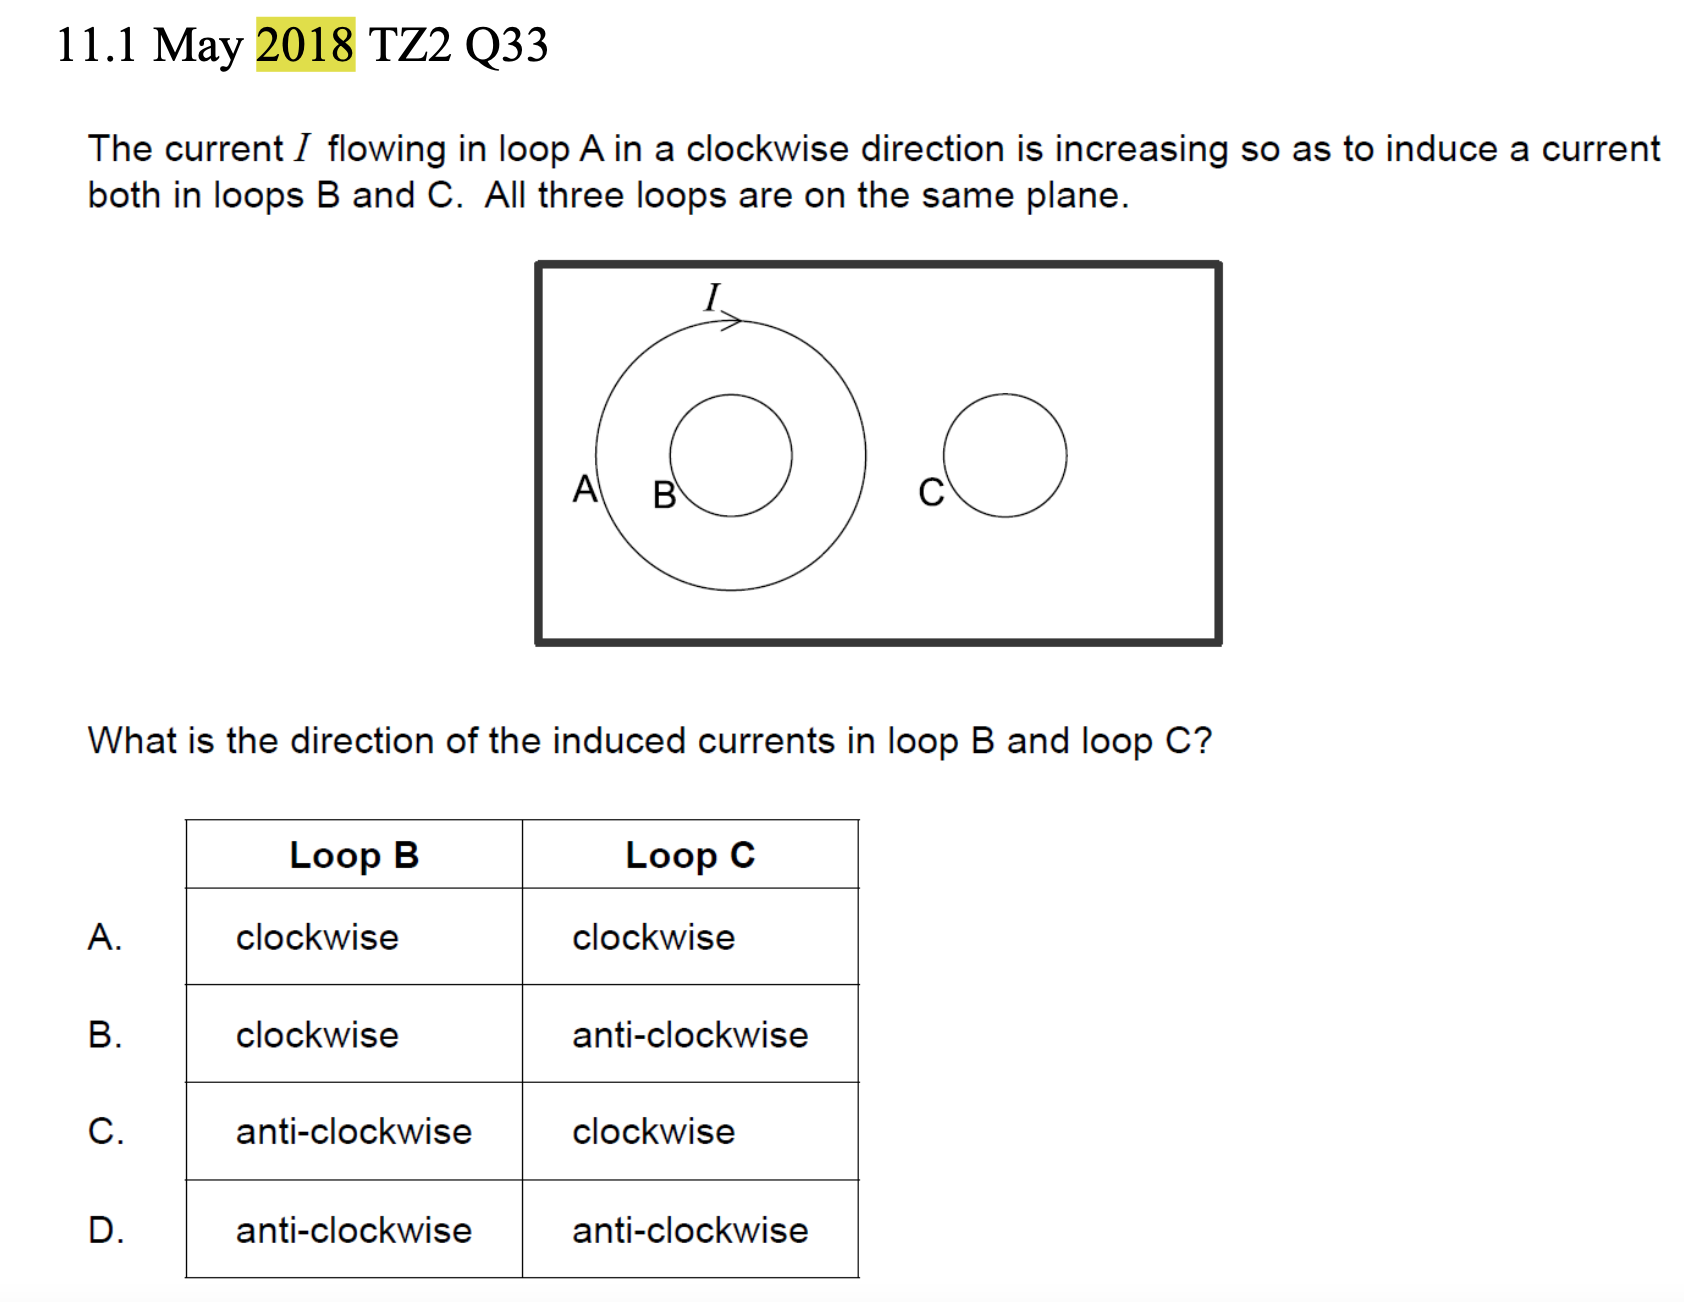 11.1 May 2018 TZ2 Q33
The current I flowing in loop A in a clockwise direction is increasing so as to induce a current
both in loops B and C. All three loops are on the same plane.
I
A
B
C
What is the direction of the induced currents in loop B and loop C?
Loop B Loop C
A. clockwise clockwise
B. clockwise anti-clockwise
C. anti-clockwise clockwise
D. anti-clockwise anti-clockwise